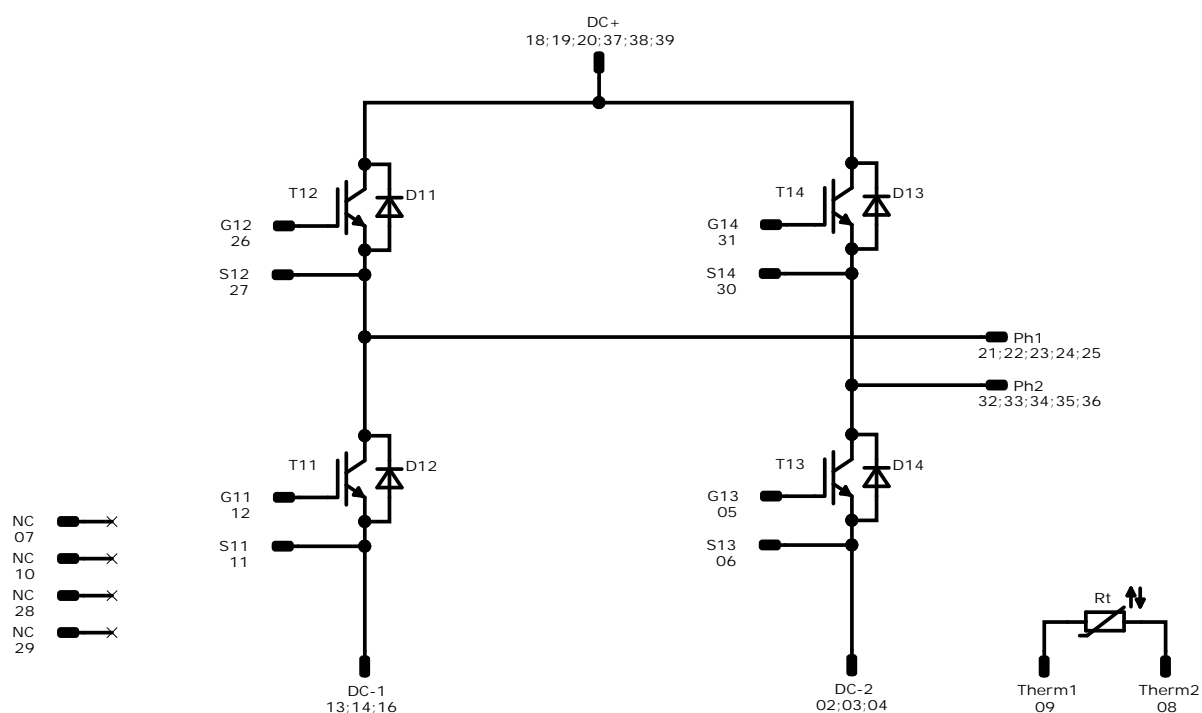 DC+
18;19;20;37;38;39
T12
D11
G12
26
S12
27
T14
D13
G14
31
S14
30
Ph1
21;22;23;24;25
Ph2
32;33;34;35;36
T11
D12
G11
12
S11
11
T13
D14
G13
05
S13
06
NC
07
NC
10
NC
28
NC
29
DC-1
13;14;16
DC-2
02;03;04
Rt
Therm1
09
Therm2
08